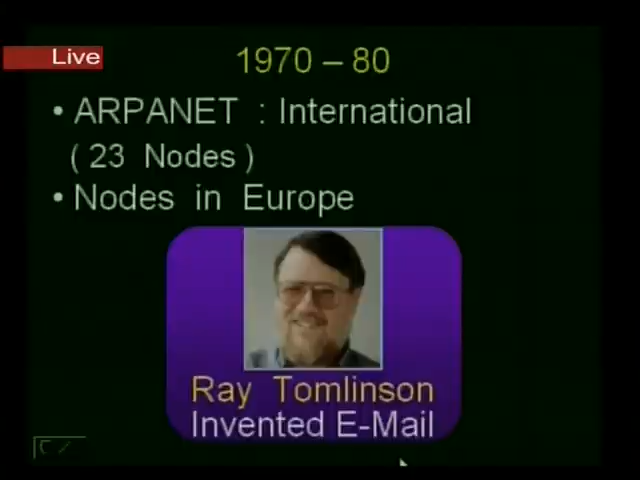 Live
1970 – 80
• ARPANET : International
( 23 Nodes )
• Nodes in Europe
Ray Tomlinson
Invented E-Mail